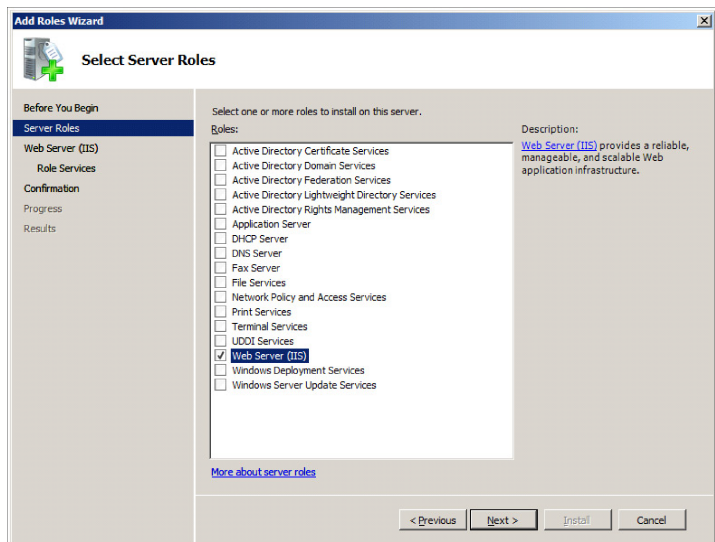 Add Roles Wizard
Select Server Roles
Before You Begin
Server Roles
Web Server (IIS)
Role Services
Confirmation
Progress
Results
Select one or more roles to install on this server.
Roles:
Active Directory Certificate Services
Active Directory Domain Services
Active Directory Federation Services
Active Directory Lightweight Directory Services
Active Directory Rights Management Services
Application Server
DHCP Server
DNS Server
Fax Server
File Services
Network Policy and Access Services
Print Services
Terminal Services
UDDI Services
Web Server (IIS)
Windows Deployment Services
Windows Server Update Services
More about server roles
Description:
Web Server (IIS) provides a reliable,
manageable, and scalable Web
application infrastructure.
< Previous Next > Install Cancel